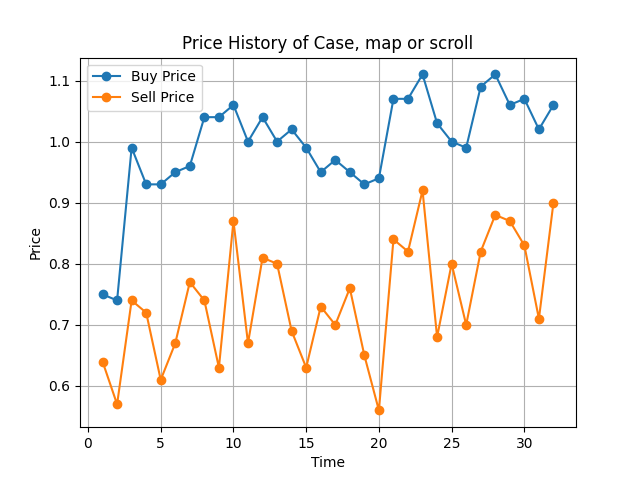 Price History of Case, map or scroll
Buy Price
Sell Price
1.1
1.0
0.9
0.8
0.7
0.6
Price
0 5 10 15 20 25 30
Time